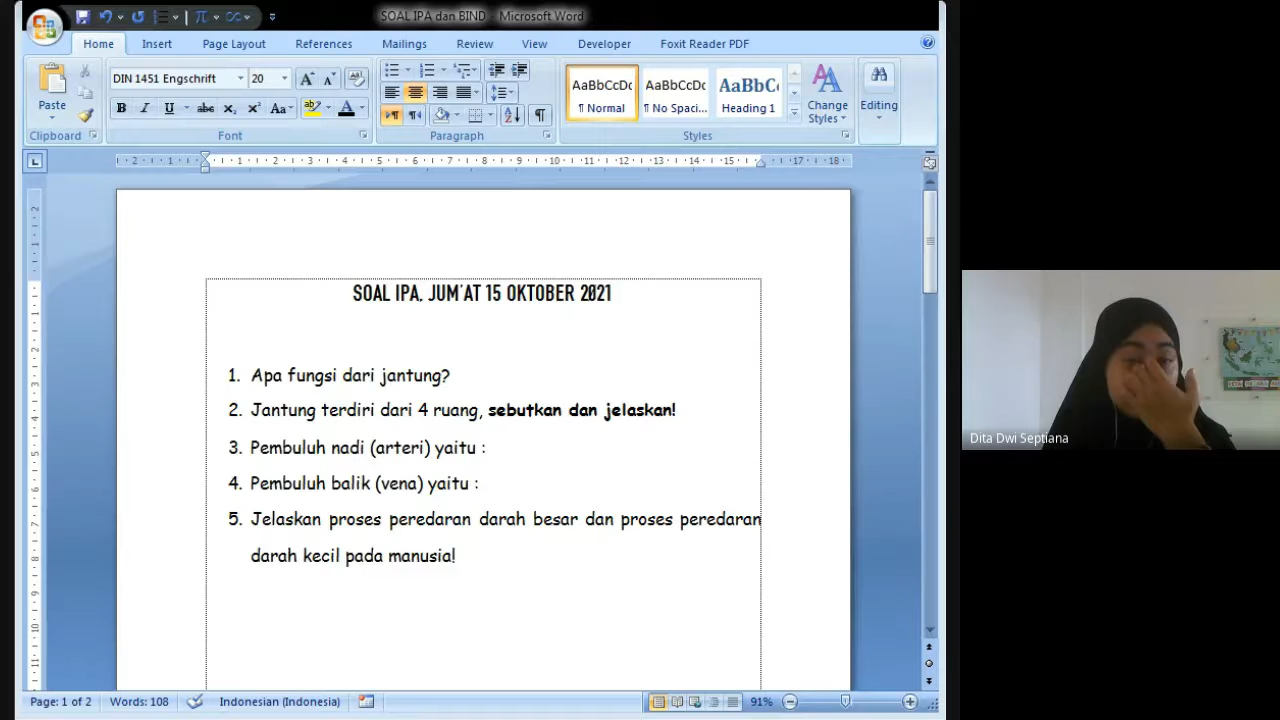 SOAL IPA dan BIND - Microsoft Word
Home Insert Page Layout References Mailings Review View Developer Foxit Reader PDF
DIN 1451 Engschrift 20
AaBbCcDc AaBbCcDc AaBbC
Paste
¶ Normal ¶ No Spaci... Heading 1
Change Styles
Editing
Clipboard Font Paragraph Styles
SOAL IPA, JUM'AT 15 OKTOBER 2021
1. Apa fungsi dari jantung?
2. Jantung terdiri dari 4 ruang, sebutkan dan jelaskan!
3. Pembuluh nadi (arteri) yaitu :
4. Pembuluh balik (vena) yaitu :
5. Jelaskan proses peredaran darah besar dan proses peredaran
darah kecil pada manusia!
Dita Dwi Septiana
Page: 1 of 2 Words: 108 Indonesian (Indonesia) 91%